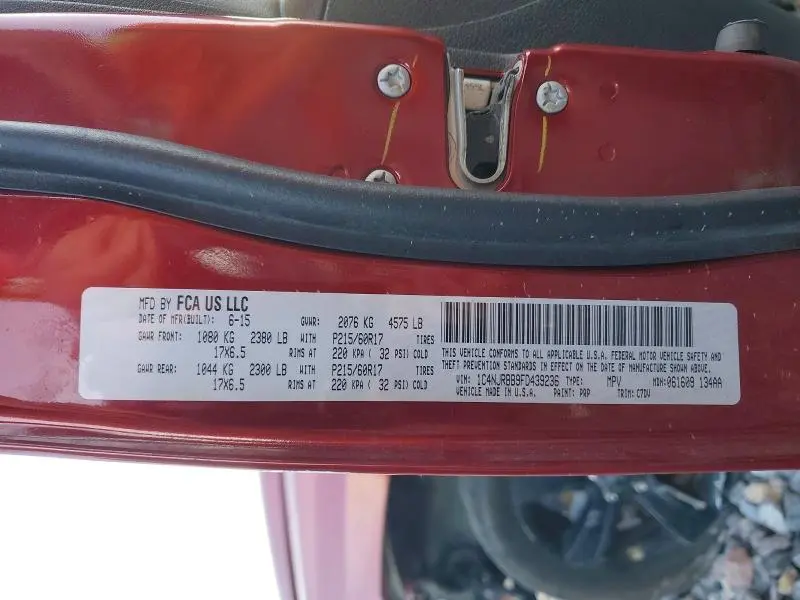 MFD BY FCA US LLC
DATE OF MFR(BUILT): 6-15 GVWR: 2076 KG 4575 LB
GAWR FRONT: 1080 KG 2380 LB WITH P215/60R17 TIRES
17X6.5 RIMS AT 220 KPA ( 32 PSI) COLD
GAWR REAR: 1044 KG 2300 LB WITH P215/60R17 TIRES
17X6.5 RIMS AT 220 KPA ( 32 PSI) COLD
THIS VEHICLE CONFORMS TO ALL APPLICABLE U.S.A. FEDERAL MOTOR VEHICLE SAFETY AND
THEFT PREVENTION STANDARDS IN EFFECT ON THE DATE OF MANUFACTURE SHOWN ABOVE.
VIN: 1C4NJRBB9FD439236 TYPE: MPV MDH:061609 134AA
VEHICLE MADE IN U.S.A. PAINT: PRP TRIM: C7DV